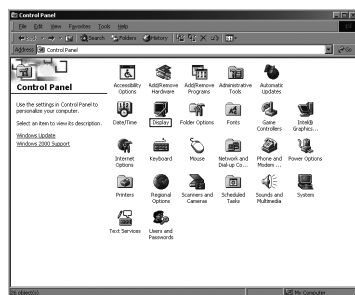 Control Panel
File Edit View Favorites Tools Help
Search Folders History
Address Control Panel Go
Control Panel
Use the settings in Control Panel to
personalize your computer.
Select an item to view its description.
Windows Update
Windows 2000 Support
Accessibility Options
Add/Remove Hardware
Add/Remove Programs
Administrative Tools
Automatic Updates
Date/Time
Display
Folder Options
Fonts
Game Controllers
Intel® Graphics...
Internet Options
Keyboard
Mouse
Network and Dial-up Co...
Phone and Modem ...
Power Options
Printers
Regional Options
Scanners and Cameras
Scheduled Tasks
Sounds and Multimedia
System
Text Services
Users and Passwords
26 object(s) My Computer